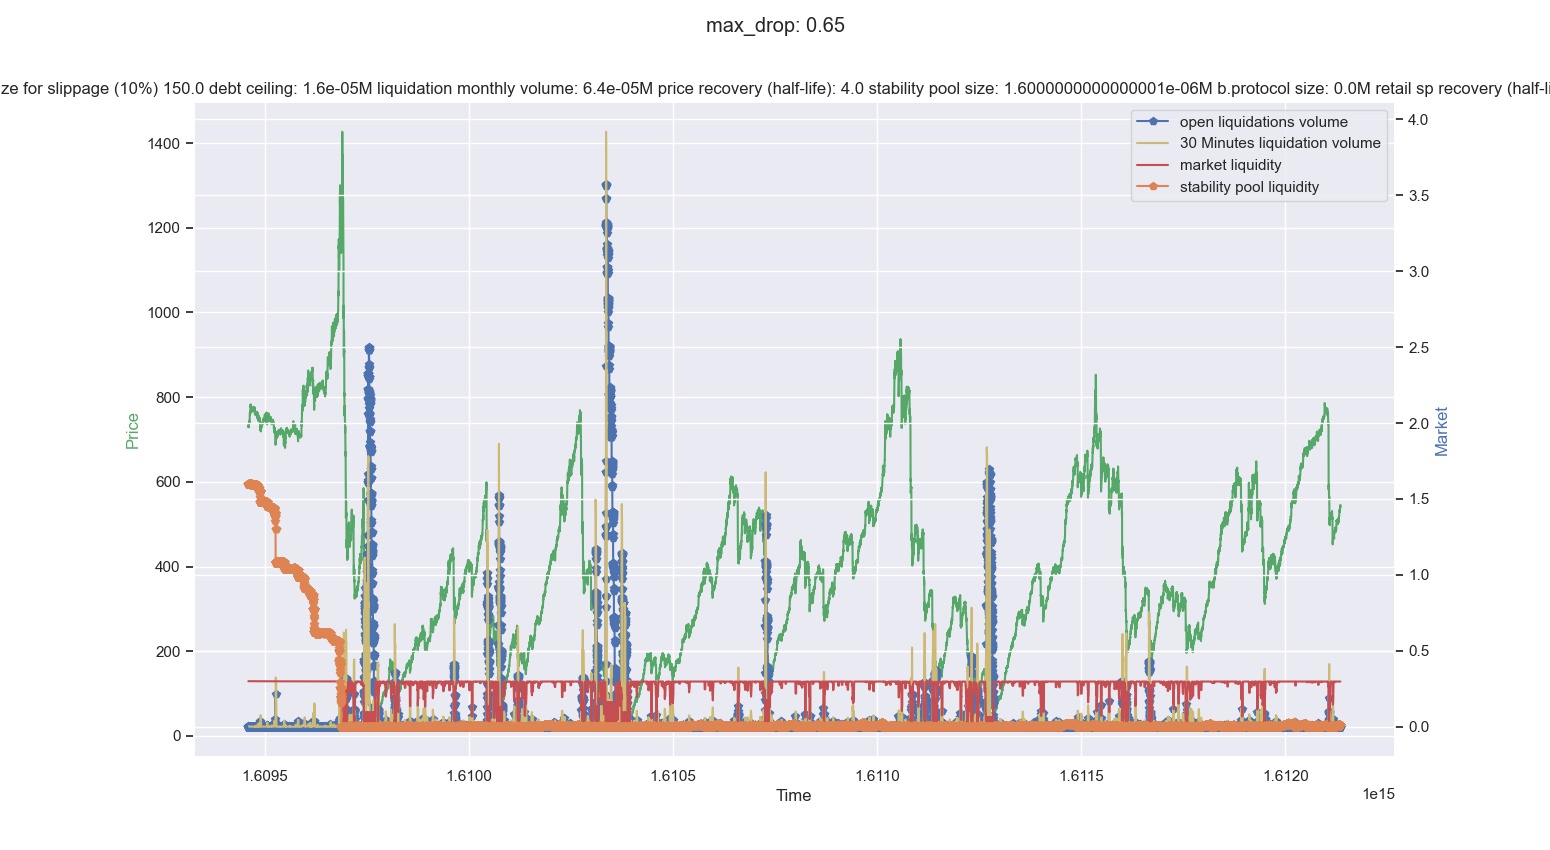 max_drop: 0.65
ze for slippage (10%) 150.0 debt ceiling: 1.6e-05M liquidation monthly volume: 6.4e-05M price recovery (half-life): 4.0 stability pool size: 1.6000000000000001e-06M b.protocol size: 0.0M retail sp recovery (half-li
open liquidations volume
30 Minutes liquidation volume
market liquidity
stability pool liquidity
1400
1200
1000
800
600
400
200
0
Price
4.0
3.5
3.0
2.5
2.0
1.5
1.0
0.5
0.0
Market
1.6095 1.6100 1.6105 1.6110 1.6115 1.6120
1e15
Time